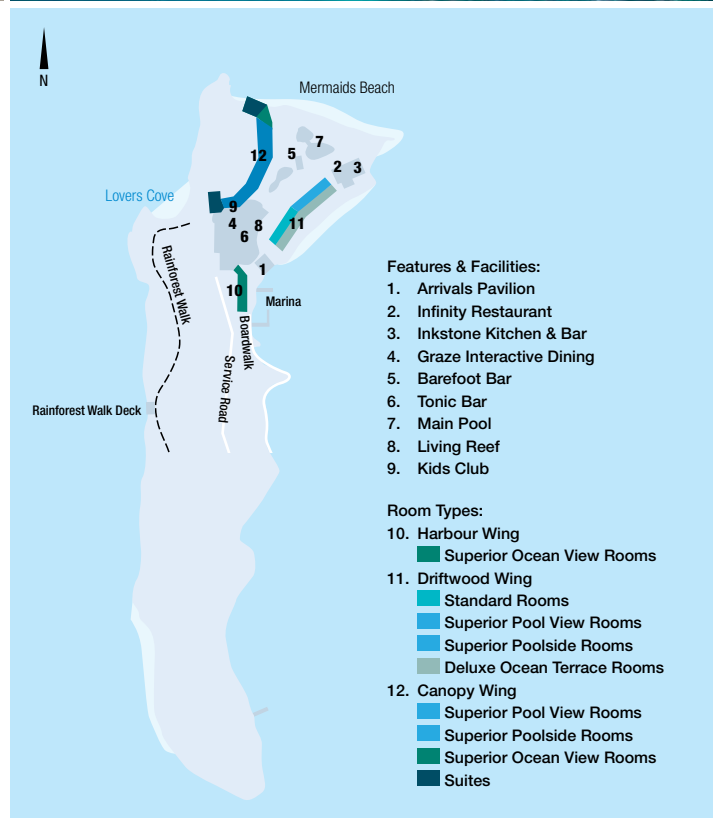 N
Mermaids Beach
7
5
12
2 3
Lovers Cove
9
4
8
11
6
Rainforest Walk
1
10
Marina
Boardwalk
Service Road
Rainforest Walk Deck
Features & Facilities:
1. Arrivals Pavilion
2. Infinity Restaurant
3. Inkstone Kitchen & Bar
4. Graze Interactive Dining
5. Barefoot Bar
6. Tonic Bar
7. Main Pool
8. Living Reef
9. Kids Club
Room Types:
10. Harbour Wing
Superior Ocean View Rooms
11. Driftwood Wing
Standard Rooms
Superior Pool View Rooms
Superior Poolside Rooms
Deluxe Ocean Terrace Rooms
12. Canopy Wing
Superior Pool View Rooms
Superior Poolside Rooms
Superior Ocean View Rooms
Suites